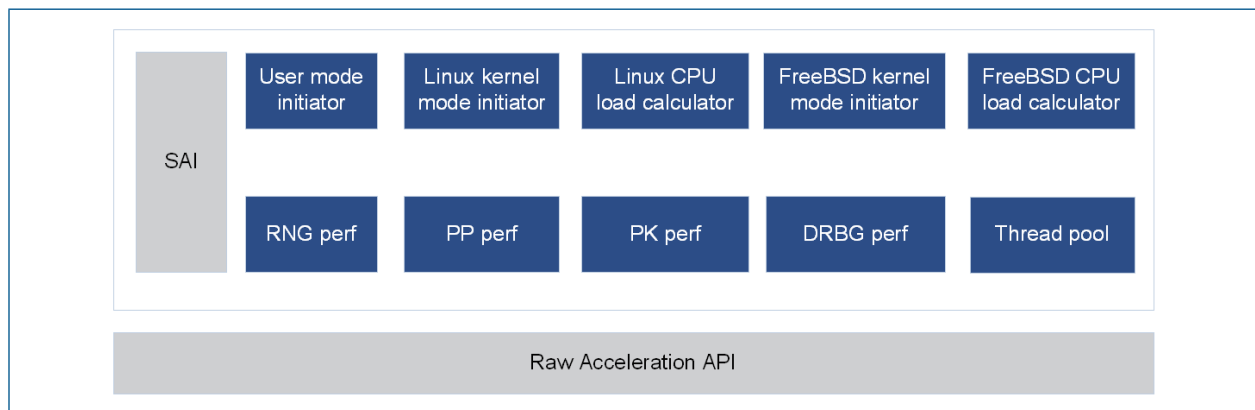 User mode
initiator
Linux kernel
mode initiator
Linux CPU
load calculator
FreeBSD kernel
mode initiator
FreeBSD CPU
load calculator
SAI
RNG perf
PP perf
PK perf
DRBG perf
Thread pool
Raw Acceleration API